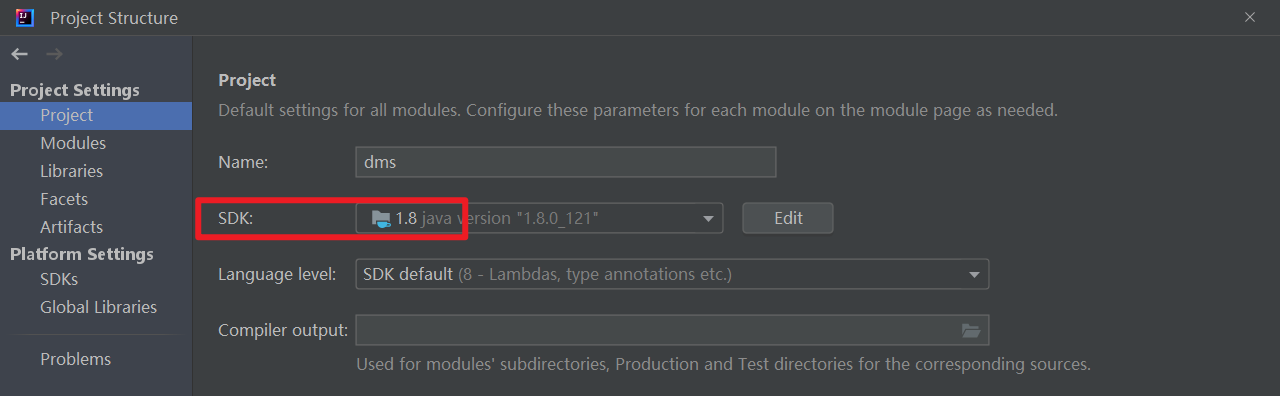 Project Structure
Project Settings
Project
Modules
Libraries
Facets
Artifacts
Platform Settings
SDKs
Global Libraries
Problems
Project
Default settings for all modules. Configure these parameters for each module on the module page as needed.
Name: dms
SDK: 1.8 java version "1.8.0_121" Edit
Language level: SDK default (8 - Lambdas, type annotations etc.)
Compiler output:
Used for modules' subdirectories, Production and Test directories for the corresponding sources.